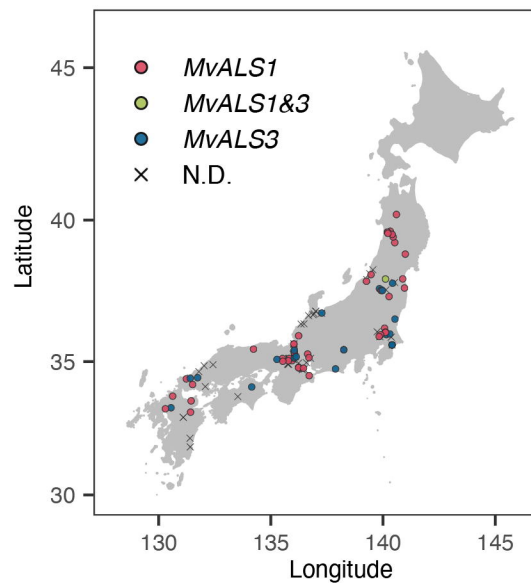 MvALS1
MvALS1&3
MvALS3
N.D.
45
40
35
30
Latitude
130 135 140 145
Longitude